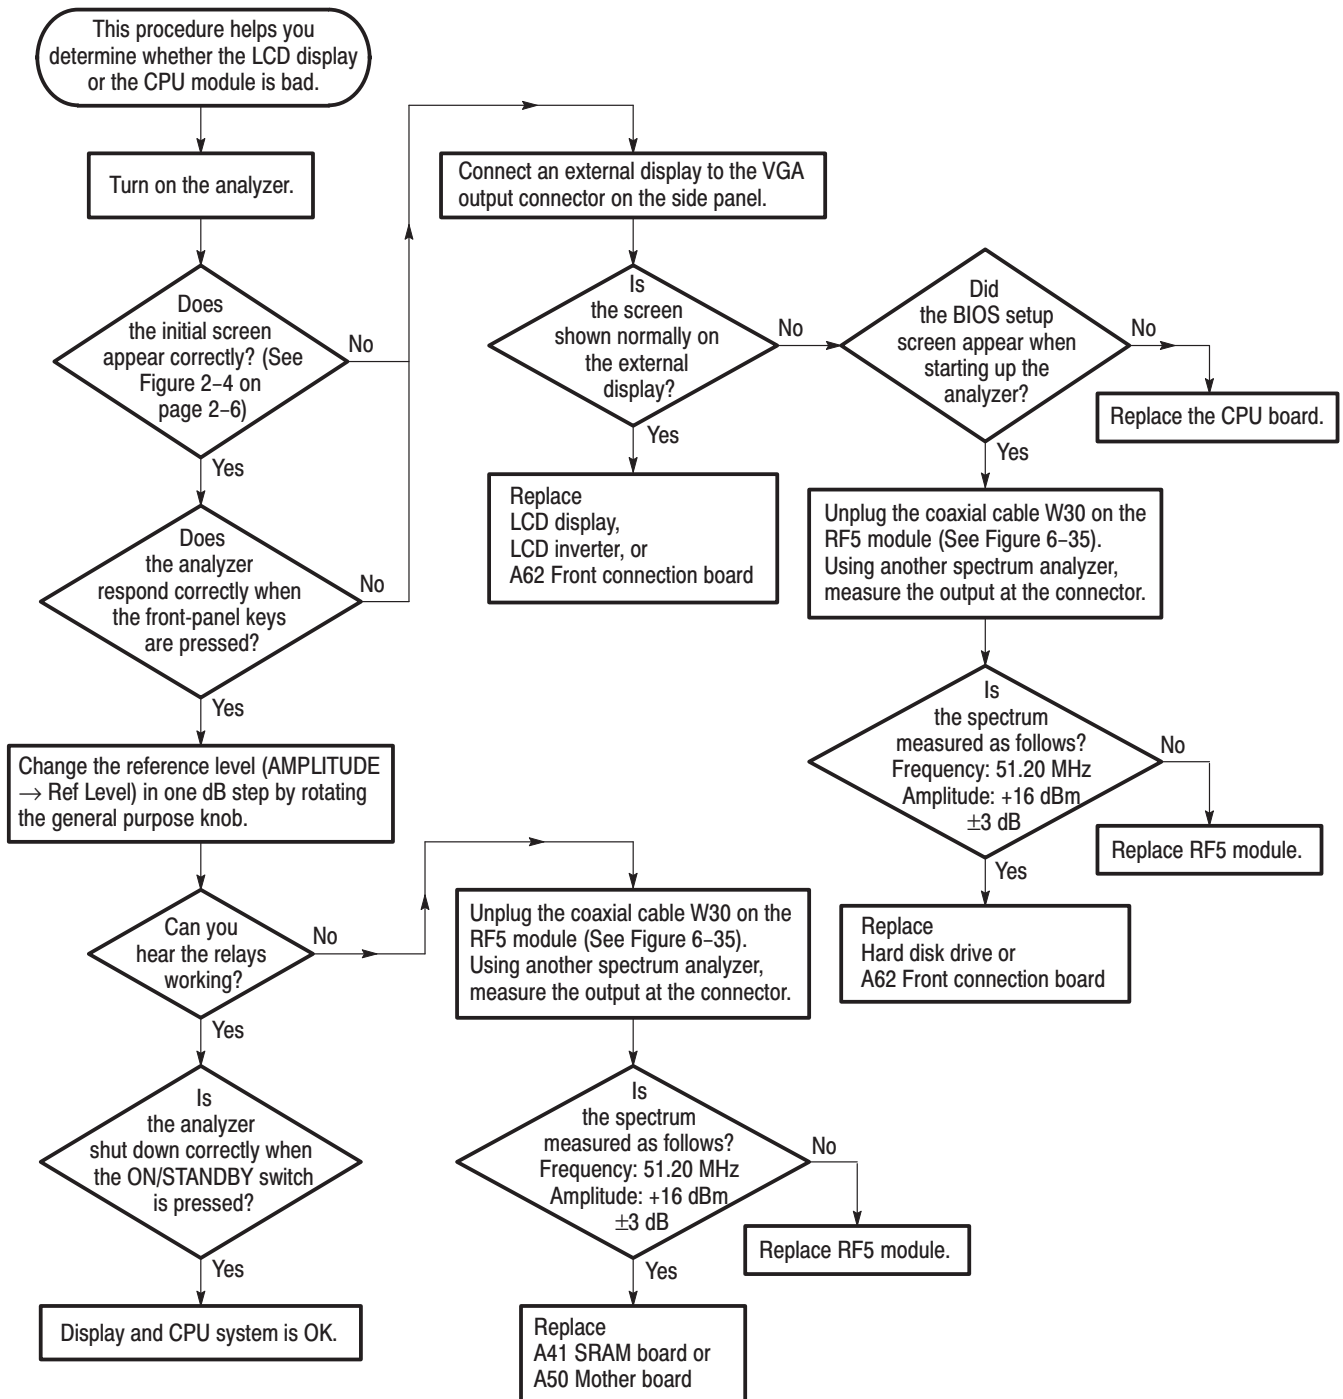 This procedure helps you
determine whether the LCD display
or the CPU module is bad.
Turn on the analyzer.
Does
the initial screen
appear correctly? (See
Figure 2–4 on
page 2–6)
No
Yes
Does
the analyzer
respond correctly when
the front-panel keys
are pressed?
No
Yes
Change the reference level (AMPLITUDE
→ Ref Level) in one dB step by rotating
the general purpose knob.
Can you
hear the relays
working?
No
Yes
Is
the analyzer
shut down correctly when
the ON/STANDBY switch
is pressed?
Yes
Display and CPU system is OK.
Connect an external display to the VGA
output connector on the side panel.
Is
the screen
shown normally on
the external
display?
No
Yes
Replace
LCD display,
LCD inverter, or
A62 Front connection board
Did
the BIOS setup
screen appear when
starting up the
analyzer?
No
Replace the CPU board.
Yes
Unplug the coaxial cable W30 on the
RF5 module (See Figure 6–35).
Using another spectrum analyzer,
measure the output at the connector.
Is
the spectrum
measured as follows?
Frequency: 51.20 MHz
Amplitude: +16 dBm
±3 dB
No
Replace RF5 module.
Yes
Replace
Hard disk drive or
A62 Front connection board
Unplug the coaxial cable W30 on the
RF5 module (See Figure 6–35).
Using another spectrum analyzer,
measure the output at the connector.
Is
the spectrum
measured as follows?
Frequency: 51.20 MHz
Amplitude: +16 dBm
±3 dB
No
Replace RF5 module.
Yes
Replace
A41 SRAM board or
A50 Mother board